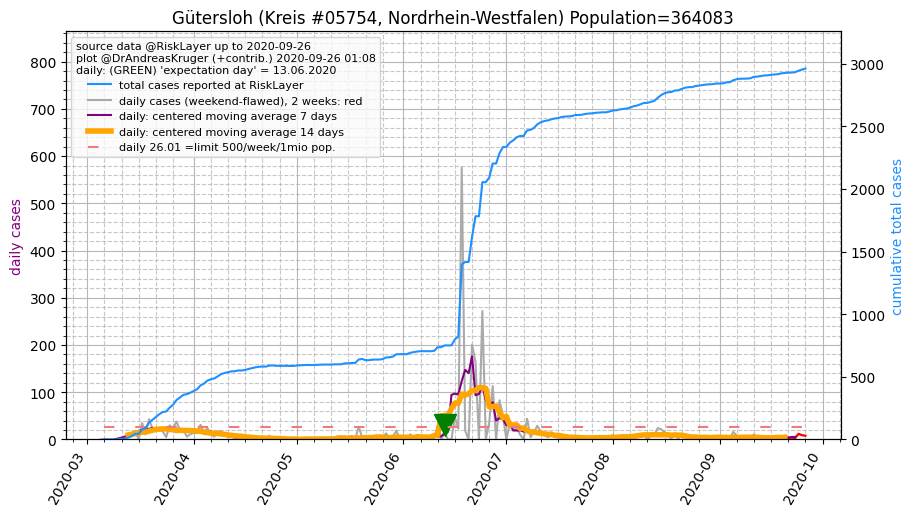 Gütersloh (Kreis #05754, Nordrhein-Westfalen) Population=364083
source data @RiskLayer up to 2020-09-26
plot @DrAndreasKruger (+contrib.) 2020-09-26 01:08
daily: (GREEN) 'expectation day' = 13.06.2020
total cases reported at RiskLayer
daily cases (weekend-flawed), 2 weeks: red
daily: centered moving average 7 days
daily: centered moving average 14 days
daily 26.01 =limit 500/week/1mio pop.
daily cases
800
700
600
500
400
300
200
100
0
cumulative total cases
3000
2500
2000
1500
1000
500
0
2020-03
2020-04
2020-05
2020-06
2020-07
2020-08
2020-09
2020-10